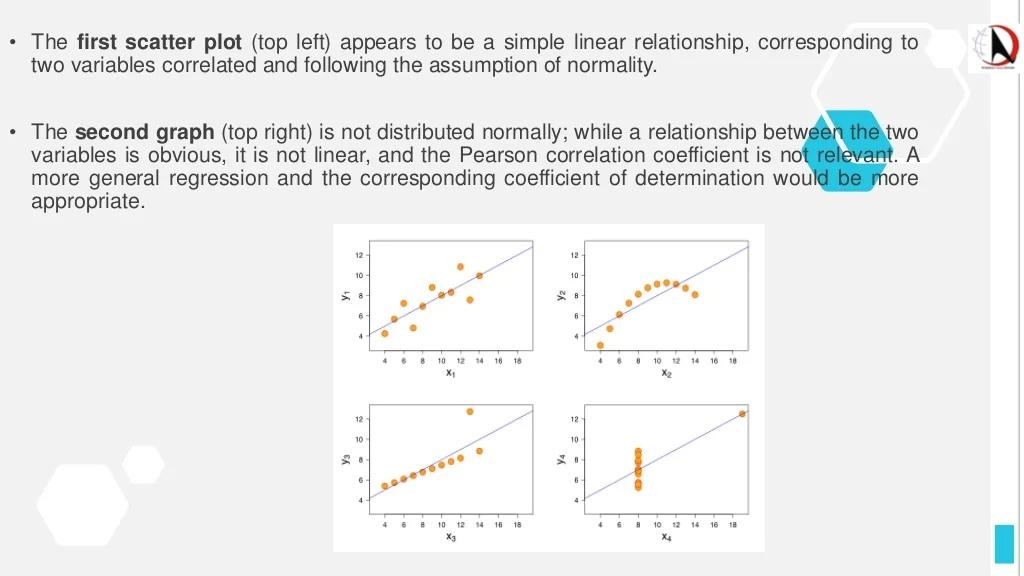 • The first scatter plot (top left) appears to be a simple linear relationship, corresponding to
two variables correlated and following the assumption of normality.
• The second graph (top right) is not distributed normally; while a relationship between the two
variables is obvious, it is not linear, and the Pearson correlation coefficient is not relevant. A
more general regression and the corresponding coefficient of determination would be more
appropriate.
12
10
8
6
4
y1
4 6 8 10 12 14 16 18
x1
12
10
8
6
4
y2
4 6 8 10 12 14 16 18
x2
12
10
8
6
4
y3
4 6 8 10 12 14 16 18
x3
12
10
8
6
4
y4
4 6 8 10 12 14 16 18
x4